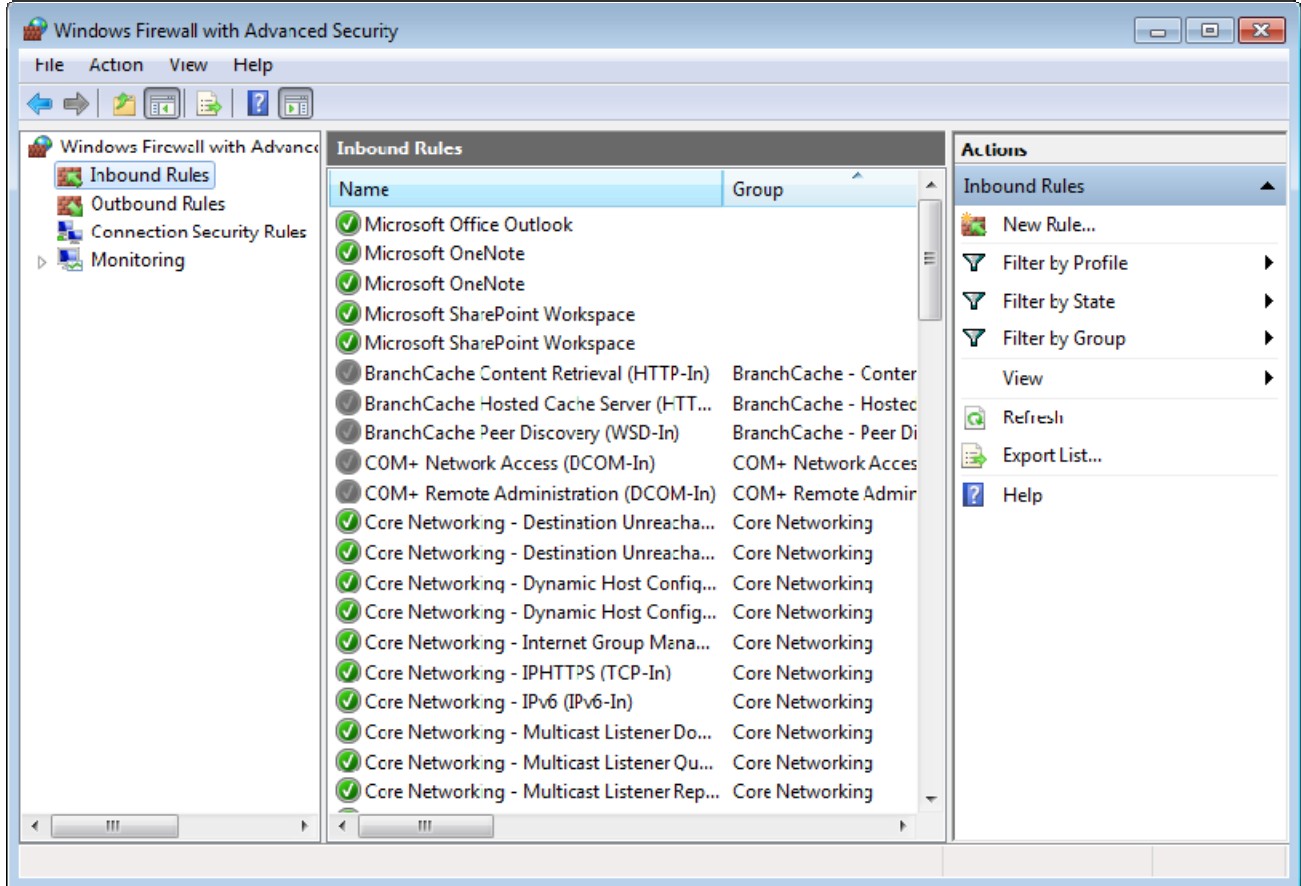 Windows Firewall with Advanced Security
File Action View Help
Windows Firewall with Advanc
Inbound Rules
Outbound Rules
Connection Security Rules
Monitoring
Inbound Rules
Name Group
Microsoft Office Outlook
Microsoft OneNote
Microsoft OneNote
Microsoft SharePoint Workspace
Microsoft SharePoint Workspace
BranchCache Content Retrieval (HTTP-In) BranchCache - Conter
BranchCache Hosted Cache Server (HTT... BranchCache - Hosted
BranchCache Peer Discovery (WSD-In) BranchCache - Peer Di
COM+ Network Access (DCOM-In) COM+ Network Acces
COM+ Remote Administration (DCOM-In) COM+ Remote Admir
Core Networking - Destination Unreacha... Core Networking
Core Networking - Destination Unreacha... Core Networking
Core Networking - Dynamic Host Config... Core Networking
Core Networking - Dynamic Host Config... Core Networking
Core Networking - Internet Group Mana... Core Networking
Core Networking - IPHTTPS (TCP-In) Core Networking
Core Networking - IPv6 (IPv6-In) Core Networking
Core Networking - Multicast Listener Do... Core Networking
Core Networking - Multicast Listener Qu... Core Networking
Core Networking - Multicast Listener Rep... Core Networking
Actions
Inbound Rules
New Rule...
Filter by Profile
Filter by State
Filter by Group
View
Refresh
Export List...
Help